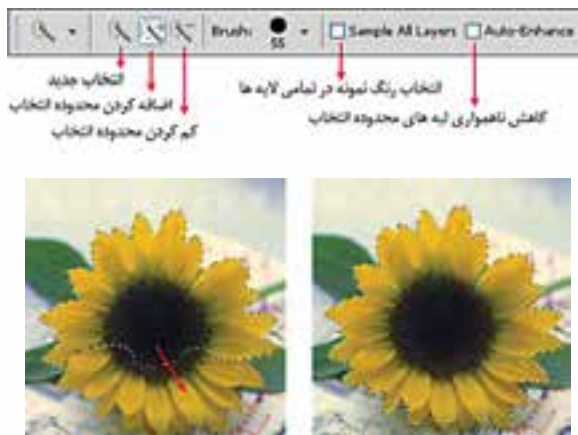 Brush: 55 Sample All Layers Auto-Enhance
انتخاب جدید
اضافه کردن محدوده انتخاب
کم کردن محدوده انتخاب
انتخاب رنگ نمونه در تمامی لایه ها
کاهش ناهمواری لبه های محدوده انتخاب